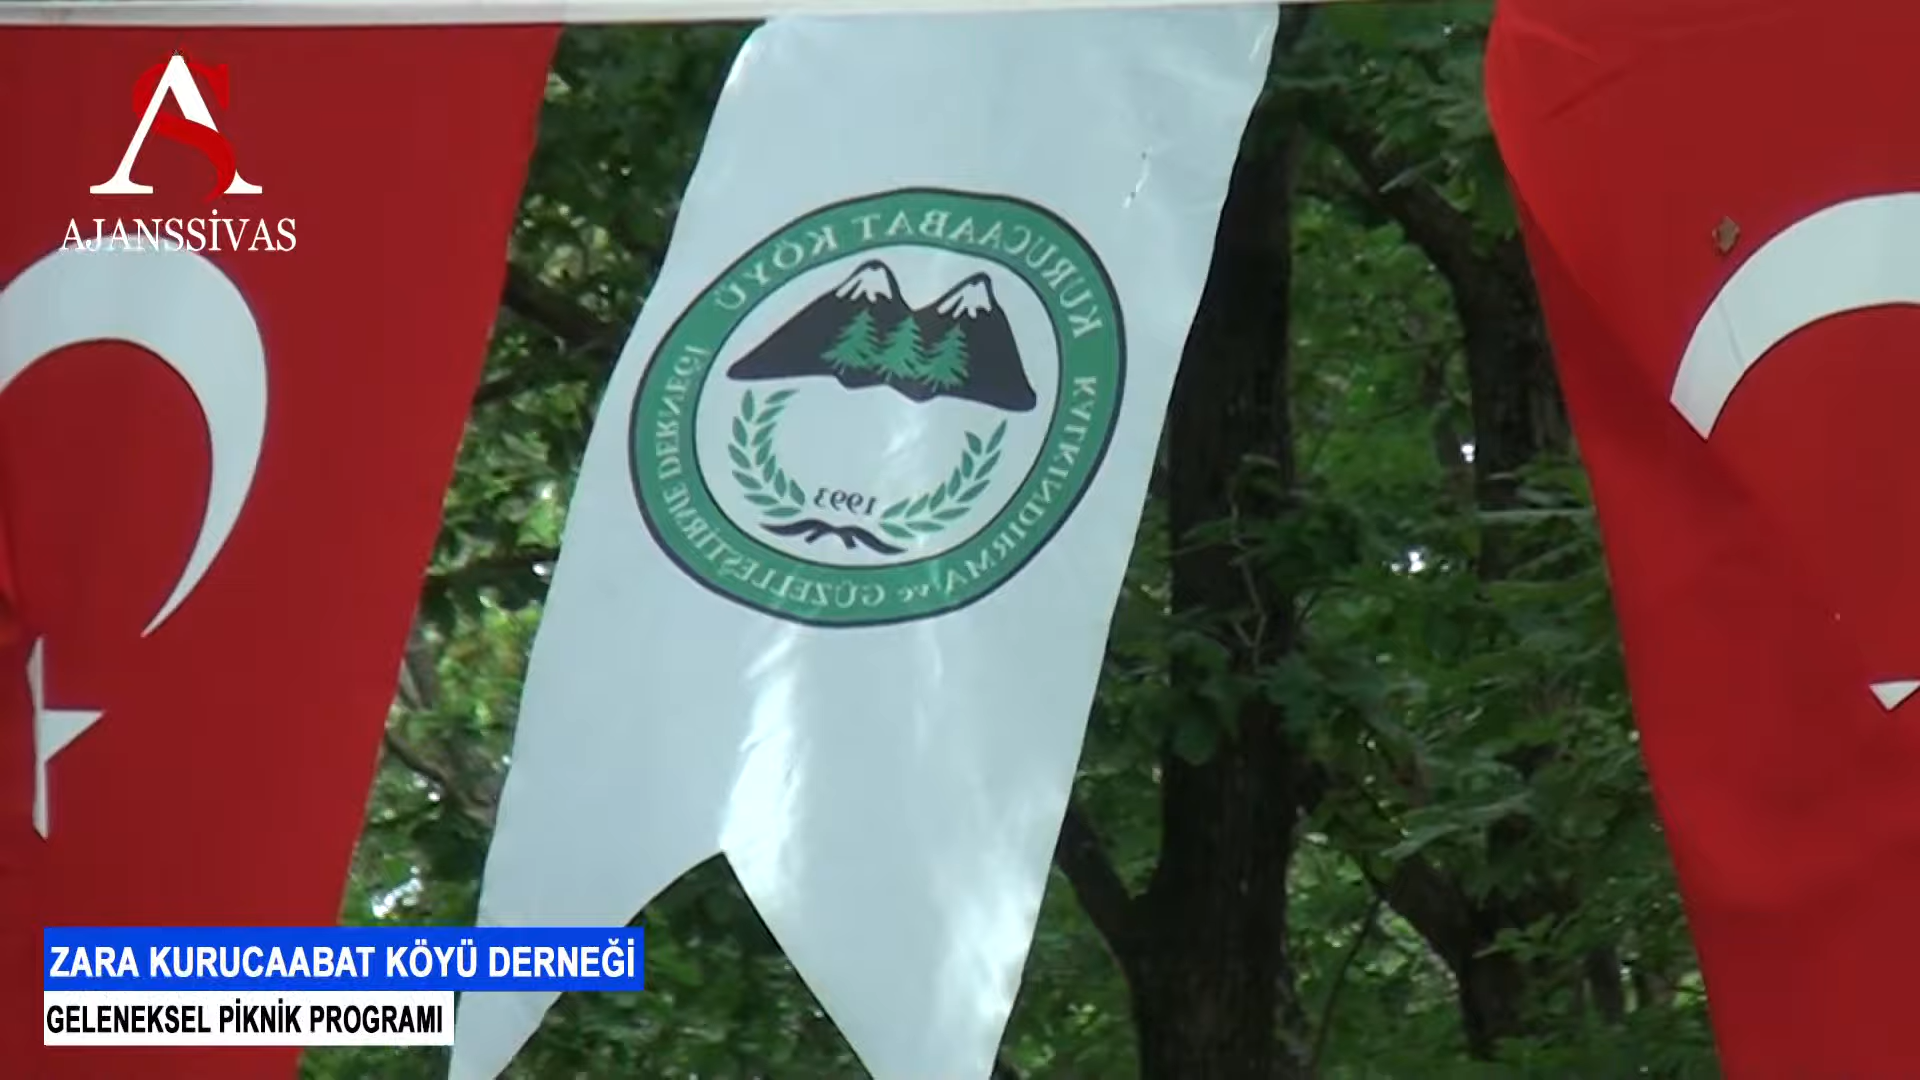 AJANSSİVAS
KURUCAABAT KÖYÜ
KALKINDIRMA ve GÜZELLEŞTİRME DERNEĞİ
1993
ZARA KURUCAABAT KÖYÜ DERNEĞİ
GELENEKSEL PİKNİK PROGRAMI